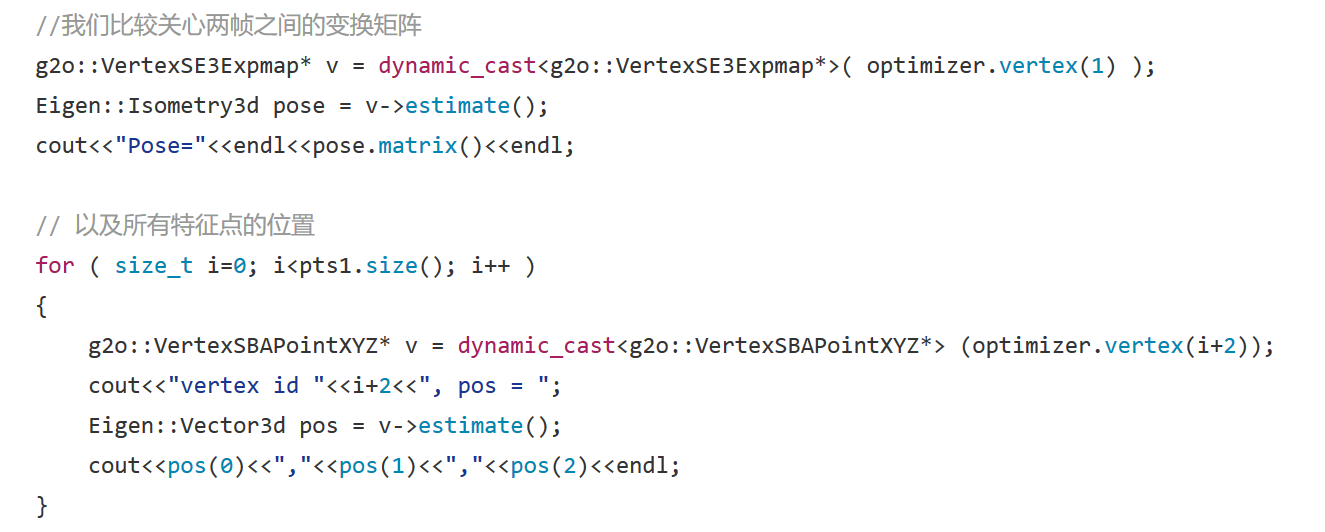 //我们比较关心两帧之间的变换矩阵
g2o::VertexSE3Expmap* v = dynamic_cast<g2o::VertexSE3Expmap*>( optimizer.vertex(1) );
Eigen::Isometry3d pose = v->estimate();
cout<<"Pose="<<endl<<pose.matrix()<<endl;
// 以及所有特征点的位置
for ( size_t i=0; i<pts1.size(); i++ )
{
g2o::VertexSBAPointXYZ* v = dynamic_cast<g2o::VertexSBAPointXYZ*> (optimizer.vertex(i+2));
cout<<"vertex id "<<i+2<<", pos = ";
Eigen::Vector3d pos = v->estimate();
cout<<pos(0)<<","<<pos(1)<<","<<pos(2)<<endl;
}